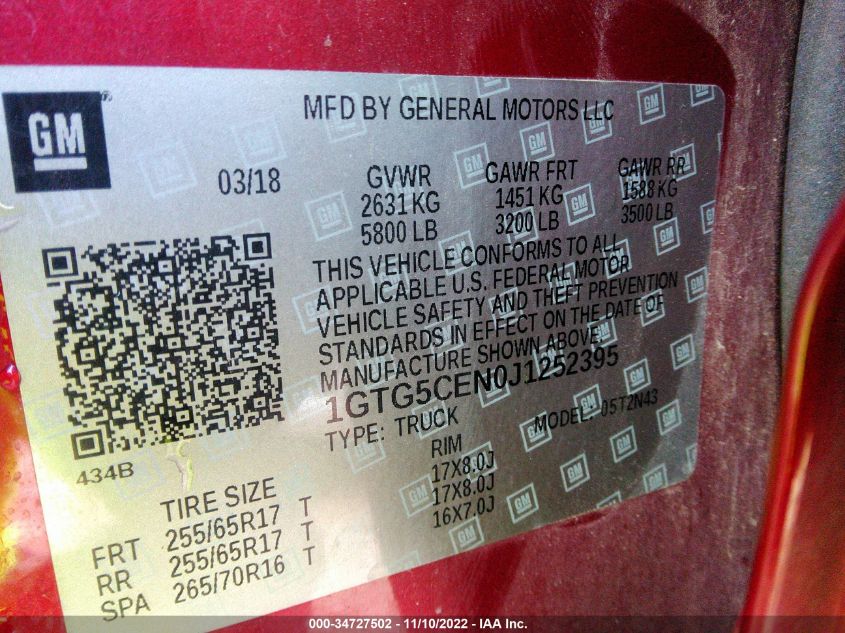 GM
MFD BY GENERAL MOTORS LLC
03/18
GVWR GAWR FRT GAWR RR
2631 KG 1451 KG 1588 KG
5800 LB 3200 LB 3500 LB
THIS VEHICLE CONFORMS TO ALL
APPLICABLE U.S. FEDERAL MOTOR
VEHICLE SAFETY AND THEFT PREVENTION
STANDARDS IN EFFECT ON THE DATE OF
MANUFACTURE SHOWN ABOVE.
1GTG5CEN0J1252395
TYPE: TRUCK MODEL: 05T2N43
434B
TIRE SIZE RIM
FRT 255/65R17 T 17X8.0J
RR 255/65R17 T 17X8.0J
SPA 265/70R16 T 16X7.0J
000-34727502 - 11/10/2022 - IAA Inc.